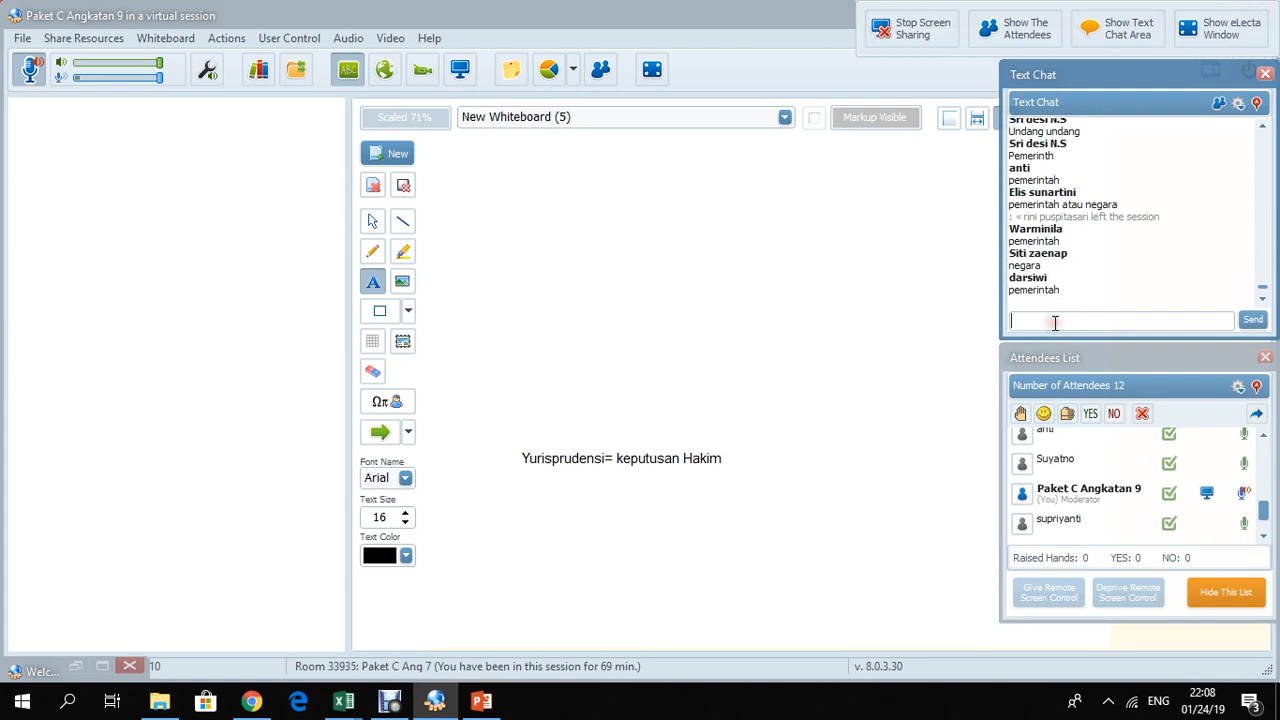 Paket C Angkatan 9 in a virtual session
File Share Resources Whiteboard Actions User Control Audio Video Help
Stop Screen Sharing
Show The Attendees
Show Text Chat Area
Show eLecta Window
ABC
Scaled 71%
New Whiteboard (5)
Markup Visible
New
A
Ωπ
Font Name
Arial
Text Size
16
Text Color
Yurisprudensi= keputusan Hakim
Text Chat
Text Chat
Sri desi N.S
Undang undang
Sri desi N.S
Pemerinth
anti
pemerintah
Elis sunartini
pemerintah atau negara
: « rini puspitasari left the session
Warminila
pemerintah
Siti zaenap
negara
darsiwi
pemerintah
Send
Attendees List
Number of Attendees 12
YES NO
anti
Suyatno
Paket C Angkatan 9
(You) Moderator
supriyanti
Raised Hands: 0 YES: 0 NO: 0
Give Remote Screen Control
Deprive Remote Screen Control
Hide This List
Welc...
10
Room 33935: Paket C Ang 7 (You have been in this session for 69 min.)
v. 8.0.3.30
ENG
22:08
01/24/19
3